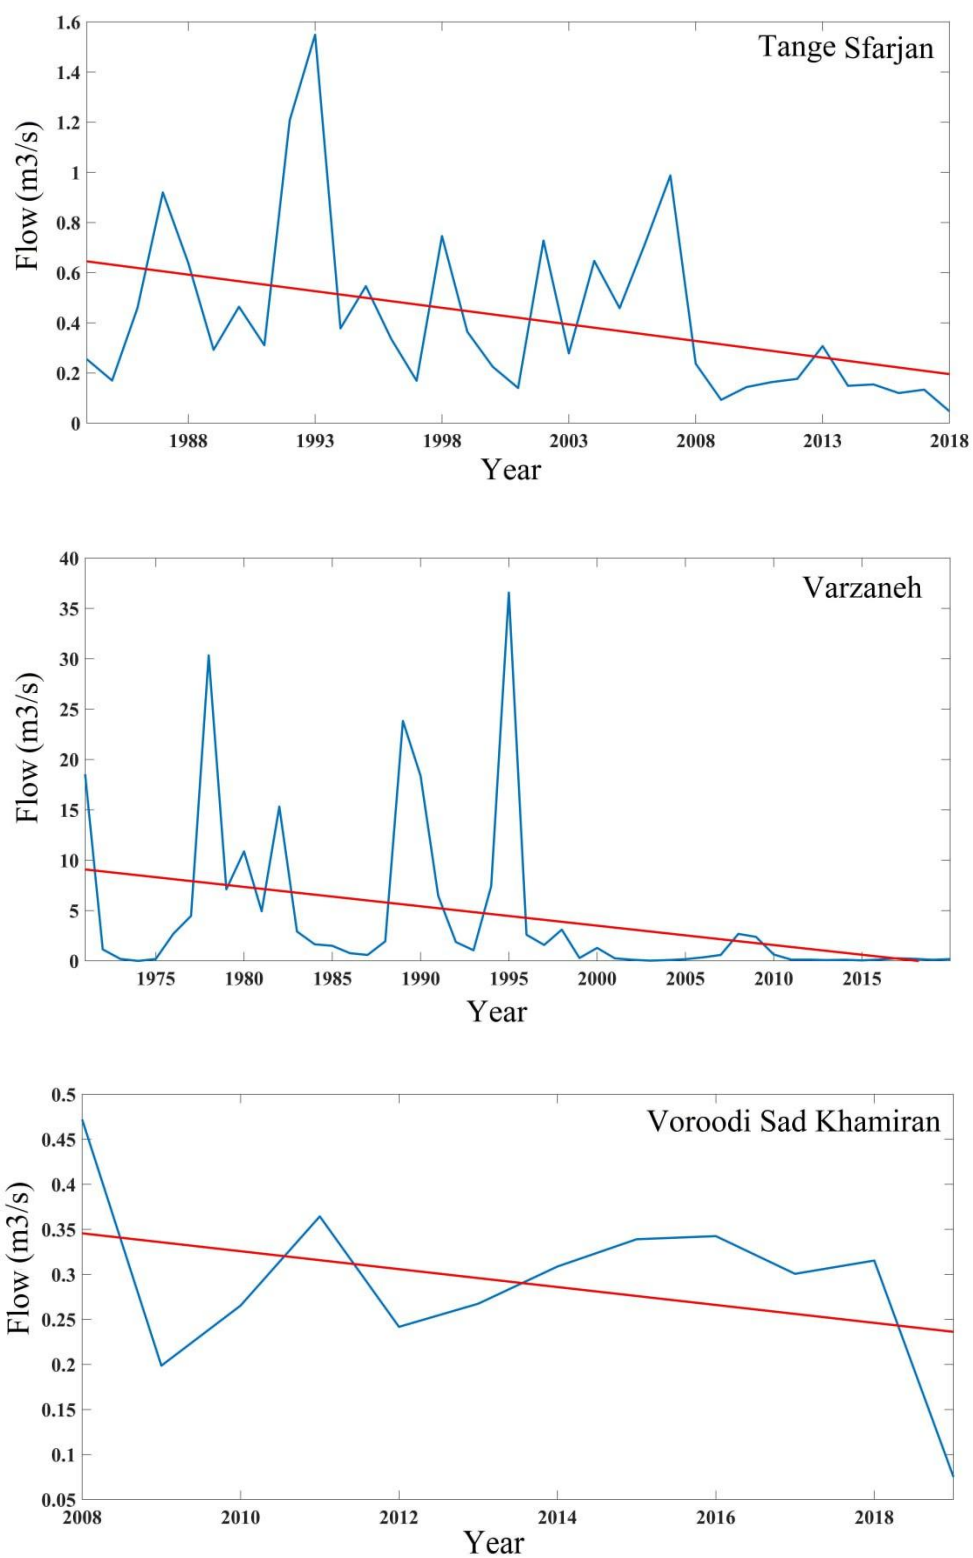 Tange Sfarjan
Flow (m3/s)
1.6
1.4
1.2
1
0.8
0.6
0.4
0.2
0
1988 1993 1998 2003 2008 2013 2018
Year
Varzaneh
Flow (m3/s)
40
35
30
25
20
15
10
5
0
1975 1980 1985 1990 1995 2000 2005 2010 2015
Year
Voroodi Sad Khamiran
Flow (m3/s)
0.5
0.45
0.4
0.35
0.3
0.25
0.2
0.15
0.1
0.05
2008 2010 2012 2014 2016 2018
Year